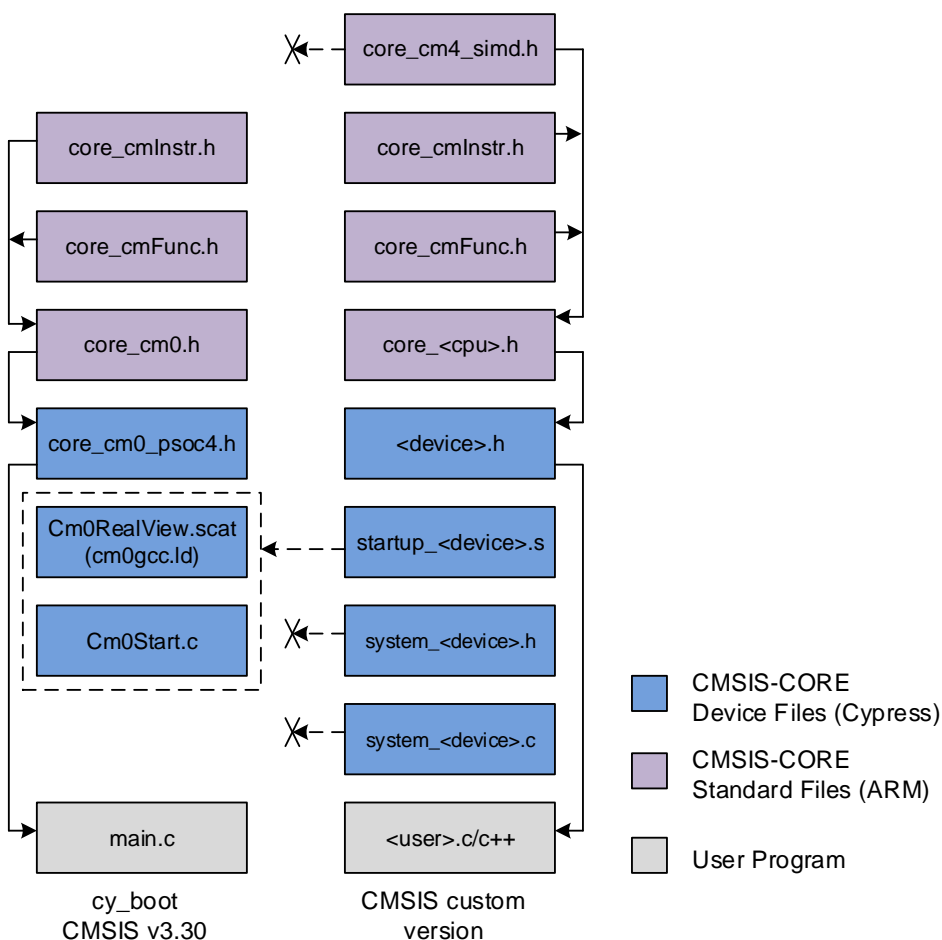 core_cm4_simd.h
core_cmInstr.h
core_cmInstr.h
core_cmFunc.h
core_cmFunc.h
core_cm0.h
core_<cpu>.h
core_cm0_psoc4.h
<device>.h
Cm0RealView.scat
(cm0gcc.ld)
startup_<device>.s
Cm0Start.c
system_<device>.h
system_<device>.c
main.c
<user>.c/c++
cy_boot
CMSIS v3.30
CMSIS custom
version
CMSIS-CORE
Device Files (Cypress)
CMSIS-CORE
Standard Files (ARM)
User Program